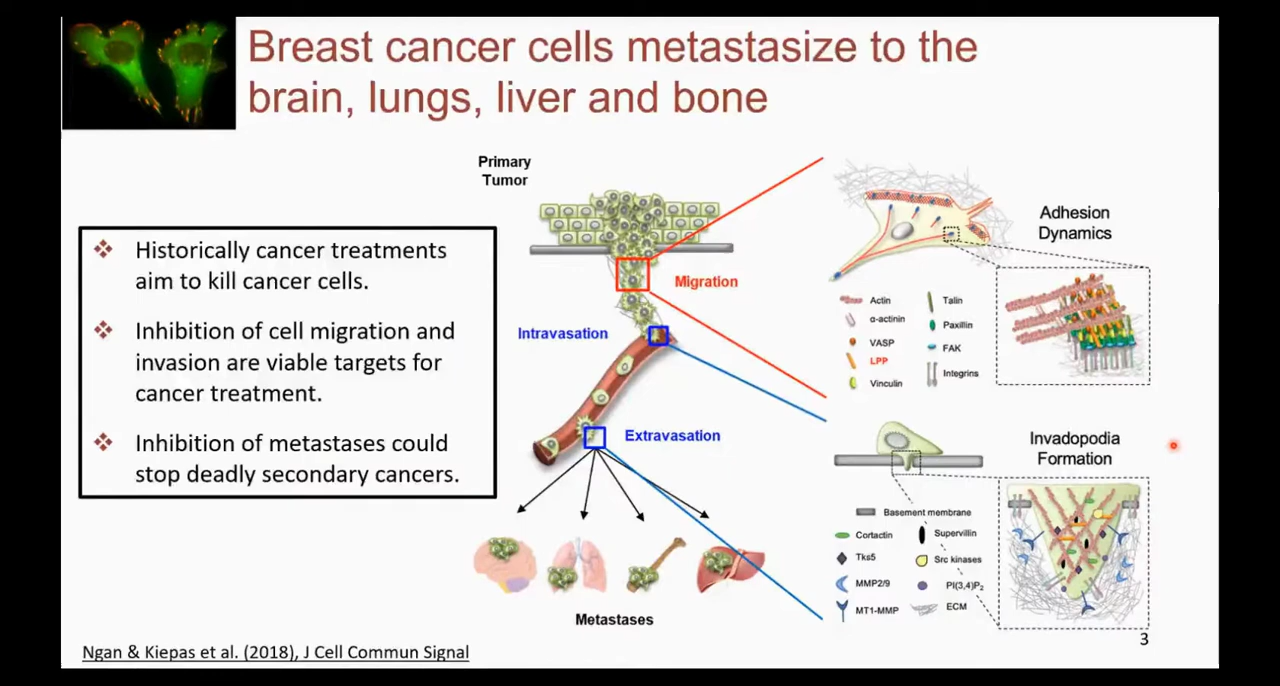 Breast cancer cells metastasize to the
brain, lungs, liver and bone
Historically cancer treatments
aim to kill cancer cells.
Inhibition of cell migration and
invasion are viable targets for
cancer treatment.
Inhibition of metastases could
stop deadly secondary cancers.
Primary
Tumor
Migration
Intravasation
Extravasation
Metastases
Adhesion
Dynamics
Actin
α-actinin
VASP
LPP
Vinculin
Talin
Paxillin
FAK
Integrins
Invadopodia
Formation
Basement membrane
Cortactin
Tks5
MMP2/9
MT1-MMP
Supervillin
Src kinases
PI(3,4)P₂
ECM
3
Ngan & Kiepas et al. (2018), J Cell Commun Signal